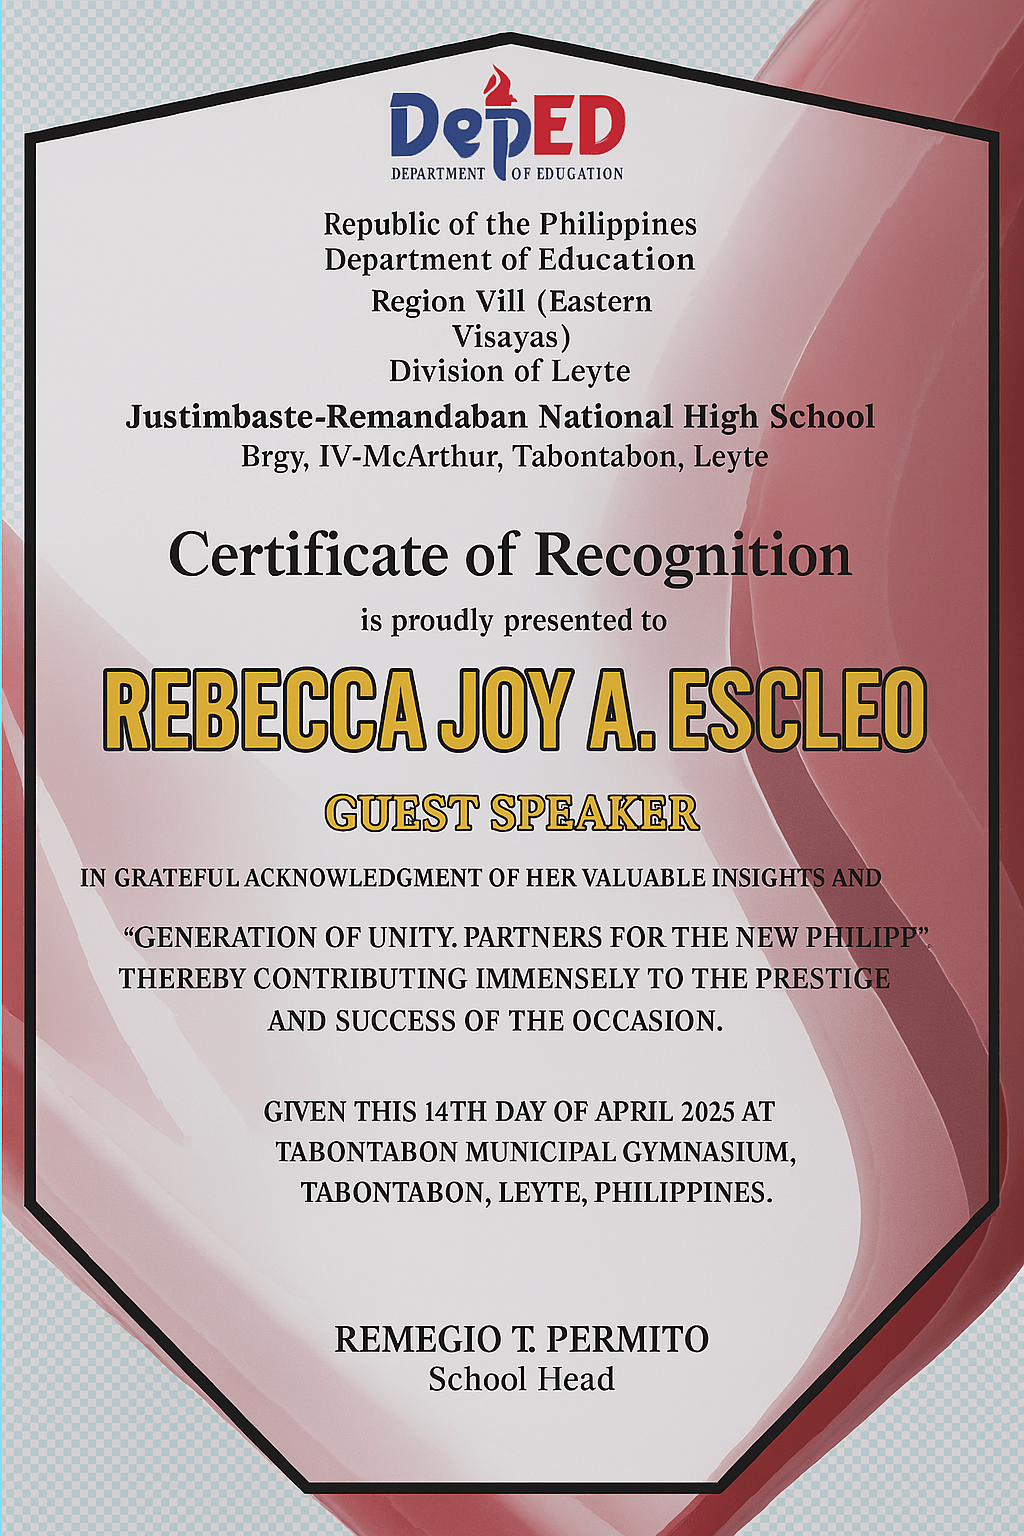 DepED
DEPARTMENT OF EDUGATION
Republic of the Philippines
Department of Education
Region Vill (Eastern
Visayas)
Division of Leyte
Justimbaste-Remandaban National High School
Brgy, IV-McArthur, Tabontabon, Leyte
Certificate of Recognition
is proudly presented to
REBECCA JOY A. ESCLEO
GUEST SPEAKER
IN GRATEFUL ACKNOWLEDGMENT OF HER VALUABLE INSIGHTS AND
“GENERATION OF UNITY. PARTNERS FOR THE NEW PHILIPP”.
THEREBY CONTRIBUTING IMMENSELY TO THE PRESTIGE
AND SUCCESS OF THE OCCASION.
GIVEN THIS 14TH DAY OF APRIL 2025 AT
TABONTABON MUNICIPAL GYMNASIUM,
TABONTABON, LEYTE, PHILIPPINES.
REMEGIO T. PERMITO
School Head